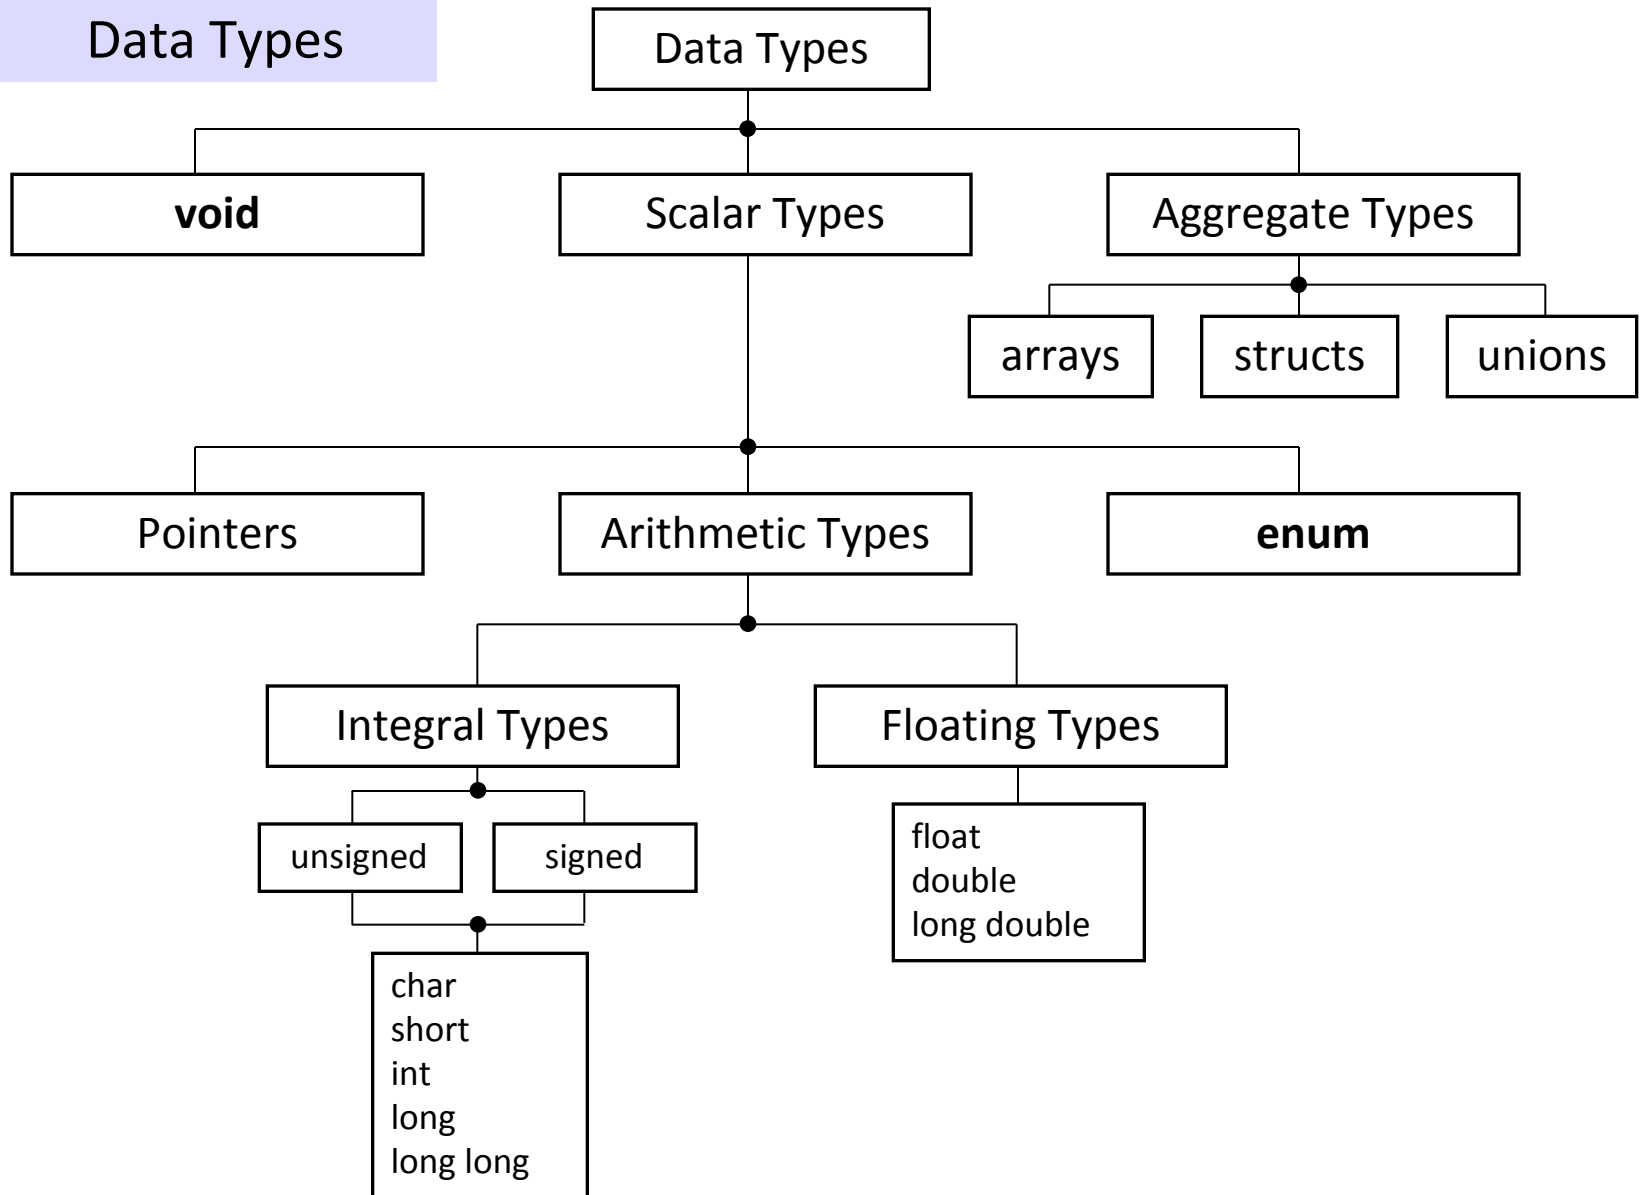 Data Types
Data Types
void
Scalar Types
Aggregate Types
arrays
structs
unions
Pointers
Arithmetic Types
enum
Integral Types
Floating Types
unsigned
signed
float
double
long double
char
short
int
long
long long